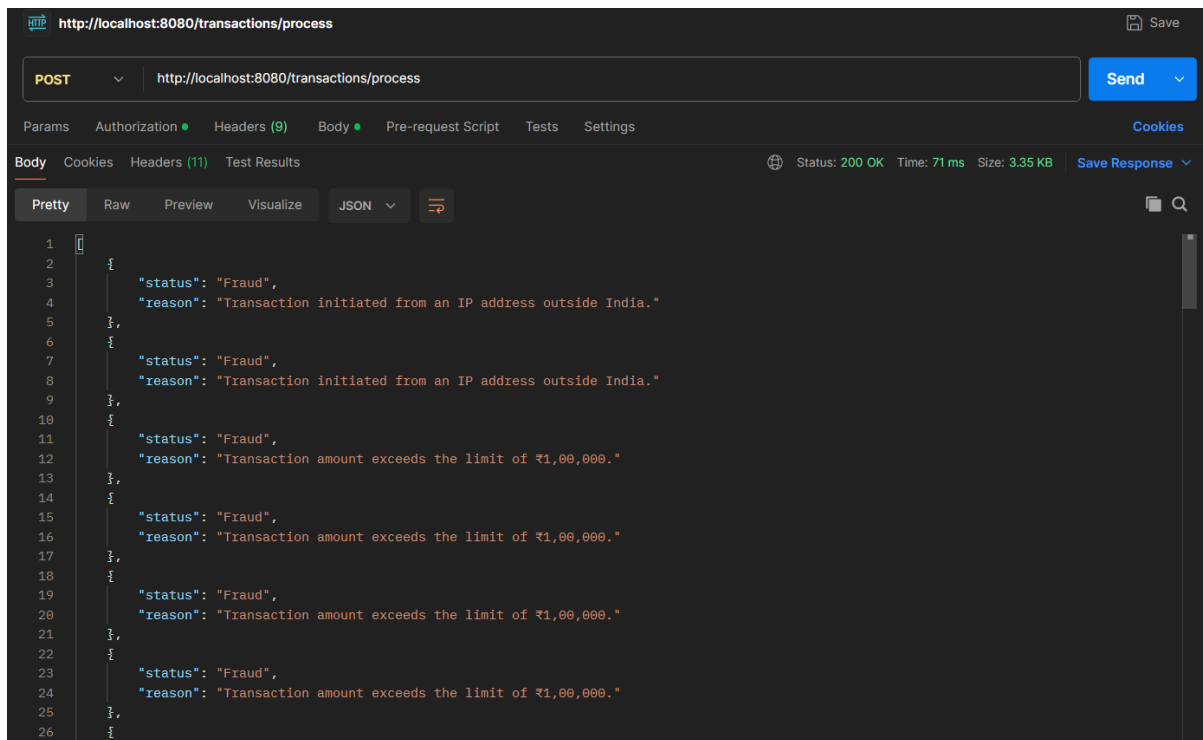 HTTP http://localhost:8080/transactions/process Save
POST http://localhost:8080/transactions/process Send
Params Authorization Headers (9) Body Pre-request Script Tests Settings Cookies
Body Cookies Headers (11) Test Results Status: 200 OK Time: 71 ms Size: 3.35 KB Save Response
Pretty Raw Preview Visualize JSON
1 [
2 {
3 "status": "Fraud",
4 "reason": "Transaction initiated from an IP address outside India."
5 },
6 {
7 "status": "Fraud",
8 "reason": "Transaction initiated from an IP address outside India."
9 },
10 {
11 "status": "Fraud",
12 "reason": "Transaction amount exceeds the limit of ₹1,00,000."
13 },
14 {
15 "status": "Fraud",
16 "reason": "Transaction amount exceeds the limit of ₹1,00,000."
17 },
18 {
19 "status": "Fraud",
20 "reason": "Transaction amount exceeds the limit of ₹1,00,000."
21 },
22 {
23 "status": "Fraud",
24 "reason": "Transaction amount exceeds the limit of ₹1,00,000."
25 },
26 {